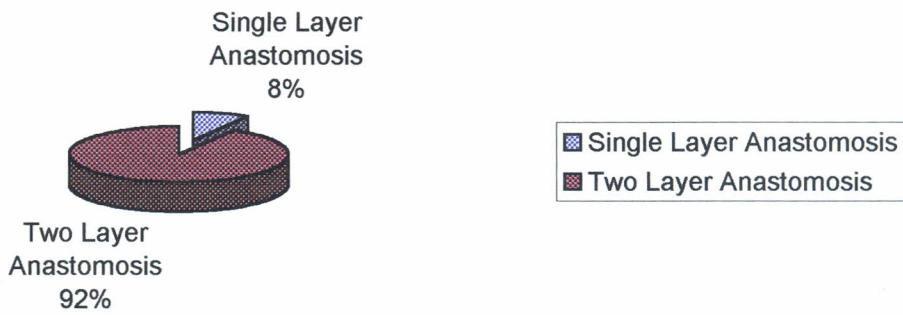 Single Layer
Anastomosis
8%
Single Layer Anastomosis
Two Layer Anastomosis
Two Layer
Anastomosis
92%